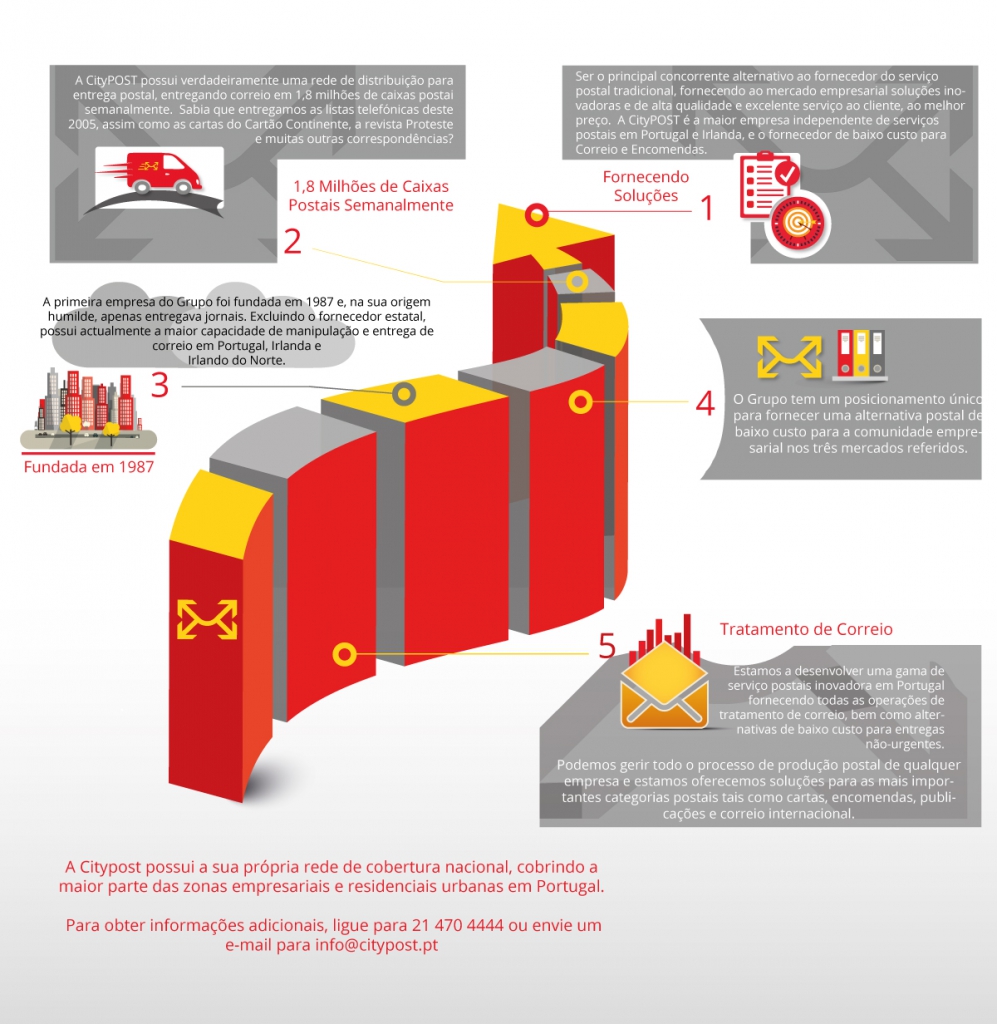 A CityPOST possui verdadeiramente uma rede de distribuição para
entrega postal, entregando correio em 1,8 milhões de caixas postai
semanalmente. Sabia que entregamos as listas telefónicas deste
2005, assim como as cartas do Cartão Continente, a revista Proteste
e muitas outras correspondências?
1,8 Milhões de Caixas
Postais Semanalmente
2
Ser o principal concorrente alternativo ao fornecedor do serviço
postal tradicional, fornecendo ao mercado empresarial soluções ino-
vadoras e de alta qualidade e excelente serviço ao cliente, ao melhor
preço. A CityPOST é a maior empresa independente de serviços
postais em Portugal e Irlanda, e o fornecedor de baixo custo para
Correio e Encomendas.
Fornecendo
Soluções
1
A primeira empresa do Grupo foi fundada em 1987 e, na sua origem
humilde, apenas entregava jornais. Excluindo o fornecedor estatal,
possui actualmente a maior capacidade de manipulação e entrega de
correio em Portugal, Irlanda e
Irlando do Norte.
3
Fundada em 1987
4
O Grupo tem um posicionamento único
para fornecer uma alternativa postal de
baixo custo para a comunidade empre-
sarial nos três mercados referidos.
5
Tratamento de Correio
Estamos a desenvolver uma gama de
serviço postais inovadora em Portugal
fornecendo todas as operações de
tratamento de correio, bem como alter-
nativas de baixo custo para entregas
não-urgentes.
Podemos gerir todo o processo de produção postal de qualquer
empresa e estamos oferecemos soluções para as mais impor-
tantes categorias postais tais como cartas, encomendas, publi-
cações e correio internacional.
A Citypost possui a sua própria rede de cobertura nacional, cobrindo a
maior parte das zonas empresariais e residenciais urbanas em Portugal.
Para obter informações adicionais, ligue para 21 470 4444 ou envie um
e-mail para info@citypost.pt